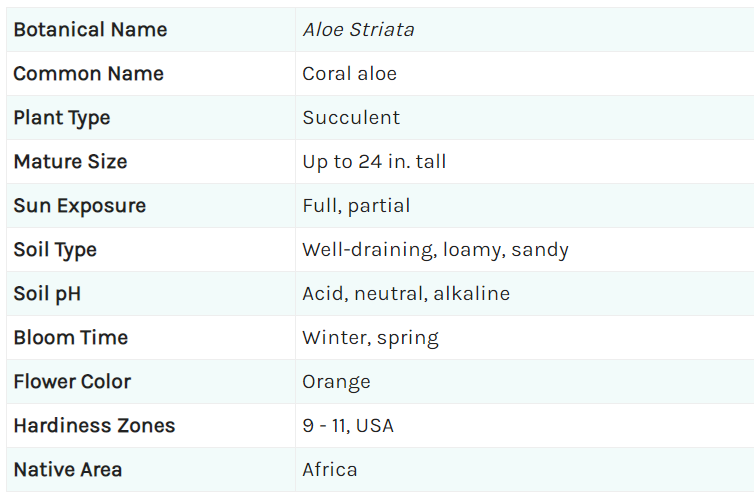 Botanical Name Aloe Striata
Common Name Coral aloe
Plant Type Succulent
Mature Size Up to 24 in. tall
Sun Exposure Full, partial
Soil Type Well-draining, loamy, sandy
Soil pH Acid, neutral, alkaline
Bloom Time Winter, spring
Flower Color Orange
Hardiness Zones 9 - 11, USA
Native Area Africa